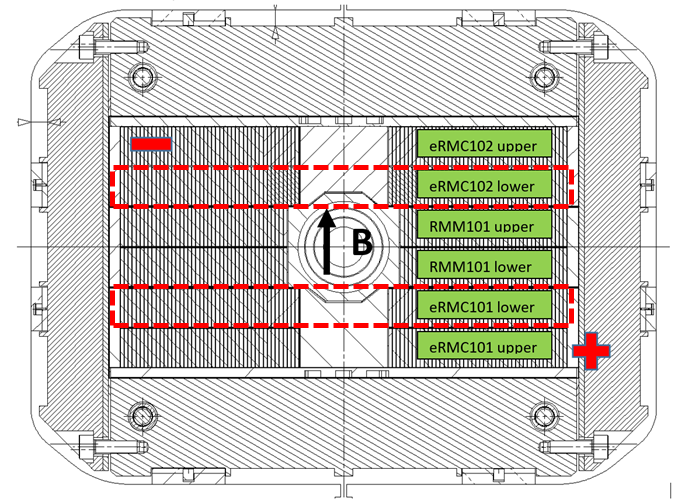 eRMC102 upper
eRMC102 lower
RMM101 upper
B
RMM101 lower
eRMC101 lower
eRMC101 upper